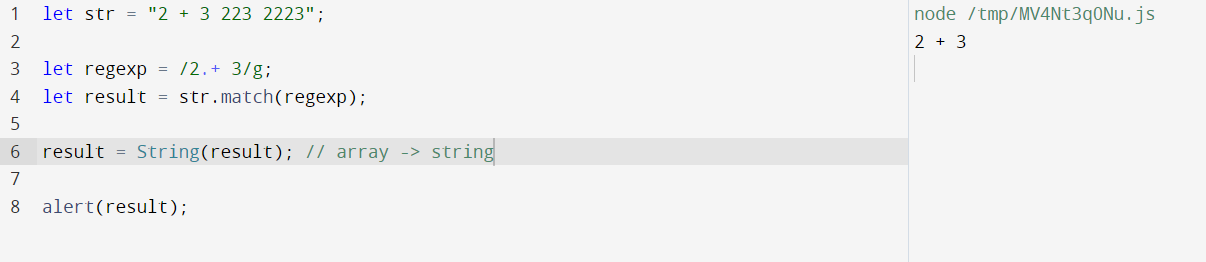 1 let str = "2 + 3 223 2223";
2
3 let regexp = /2.+ 3/g;
4 let result = str.match(regexp);
5
6 result = String(result); // array -> string
7
8 alert(result);
node /tmp/MV4Nt3q0Nu.js
2 + 3